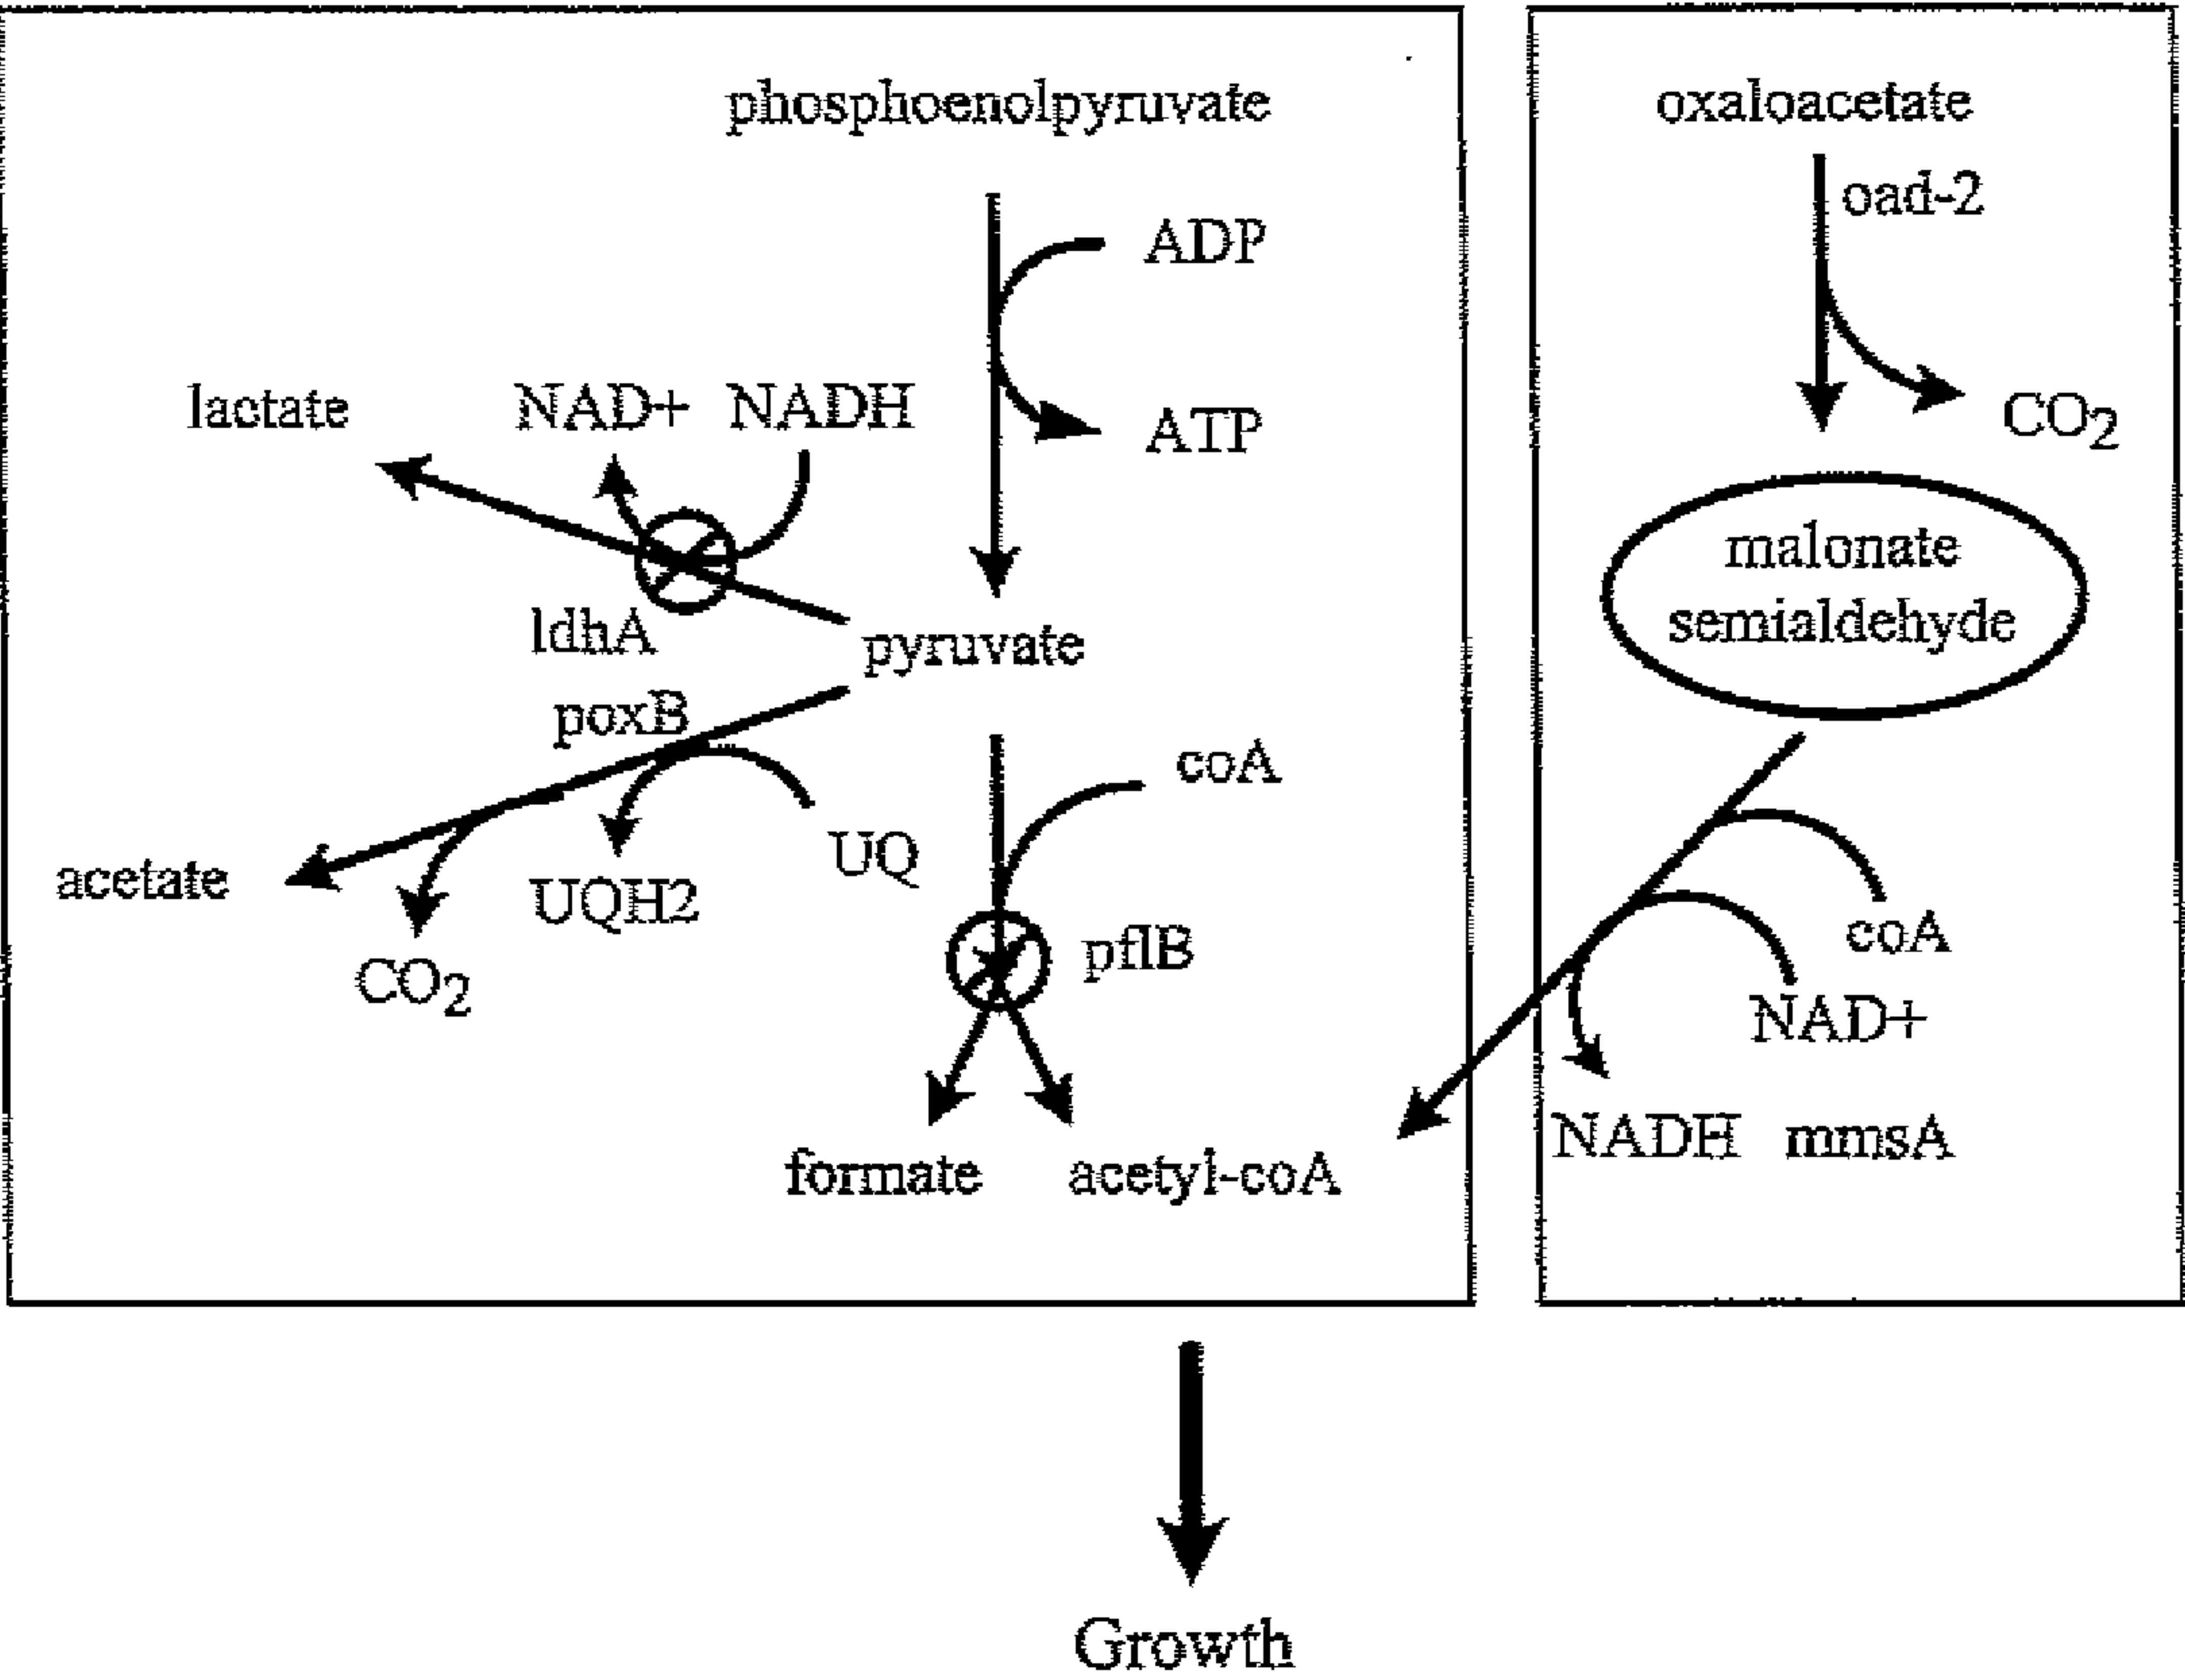 phosphoenolpyruvate
ADP
ATP
lactate
NAD+ NADH
ldhA
pyruvate
poxB
coA
UQ
UQH2
acetate
CO2
pflB
formate
acetyl-coA
oxaloacetate
oad-2
CO2
malonate
semialdehyde
coA
NAD+
NADH mmsA
Growth